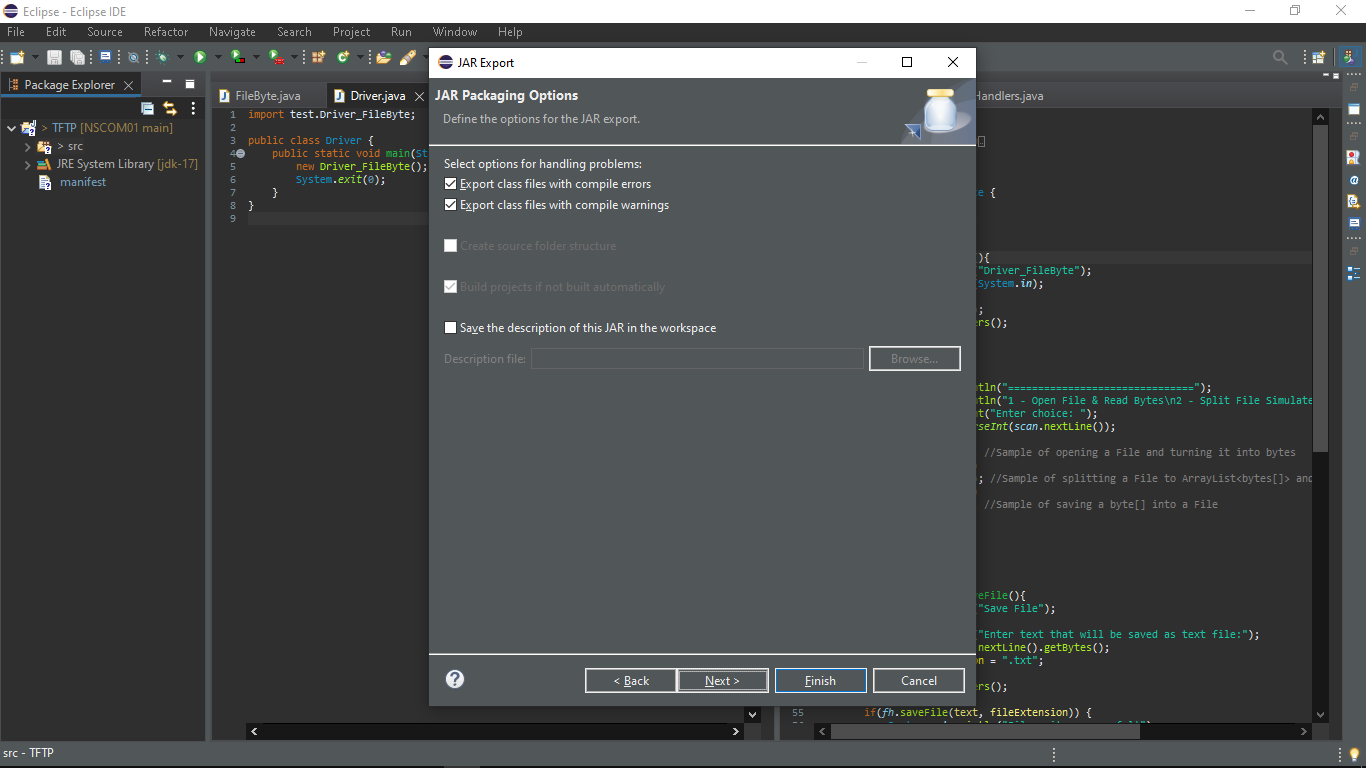 Eclipse - Eclipse IDE
File Edit Source Refactor Navigate Search Project Run Window Help
Package Explorer
> TFTP [NSCOM01 main]
> src
JRE System Library [jdk-17]
manifest
FileByte.java
Driver.java
1 import test.Driver_FileByte;
2
3 public class Driver {
4 public static void main(St
5 new Driver_FileByte();
6 System.exit(0);
7 }
8 }
9
JAR Export
JAR Packaging Options
Define the options for the JAR export.
Select options for handling problems:
Export class files with compile errors
Export class files with compile warnings
Create source folder structure
Build projects if not built automatically
Save the description of this JAR in the workspace
Description file:
Browse...
< Back
Next >
Finish
Cancel
Handlers.java
{
(){
"Driver_FileByte");
System.in);
;
ers();
tln("===============================");
tln("1 - Open File & Read Bytes\n2 - Split File Simulate
t("Enter choice: ");
rseInt(scan.nextLine());
//Sample of opening a File and turning it into bytes
; //Sample of splitting a File to ArrayList<bytes[]> and
//Sample of saving a byte[] into a File
eFile(){
"Save File");
"Enter text that will be saved as text file:");
nextLine().getBytes();
n = ".txt";
ers();
55 if(fh.saveFile(text, fileExtension)) {
src - TFTP